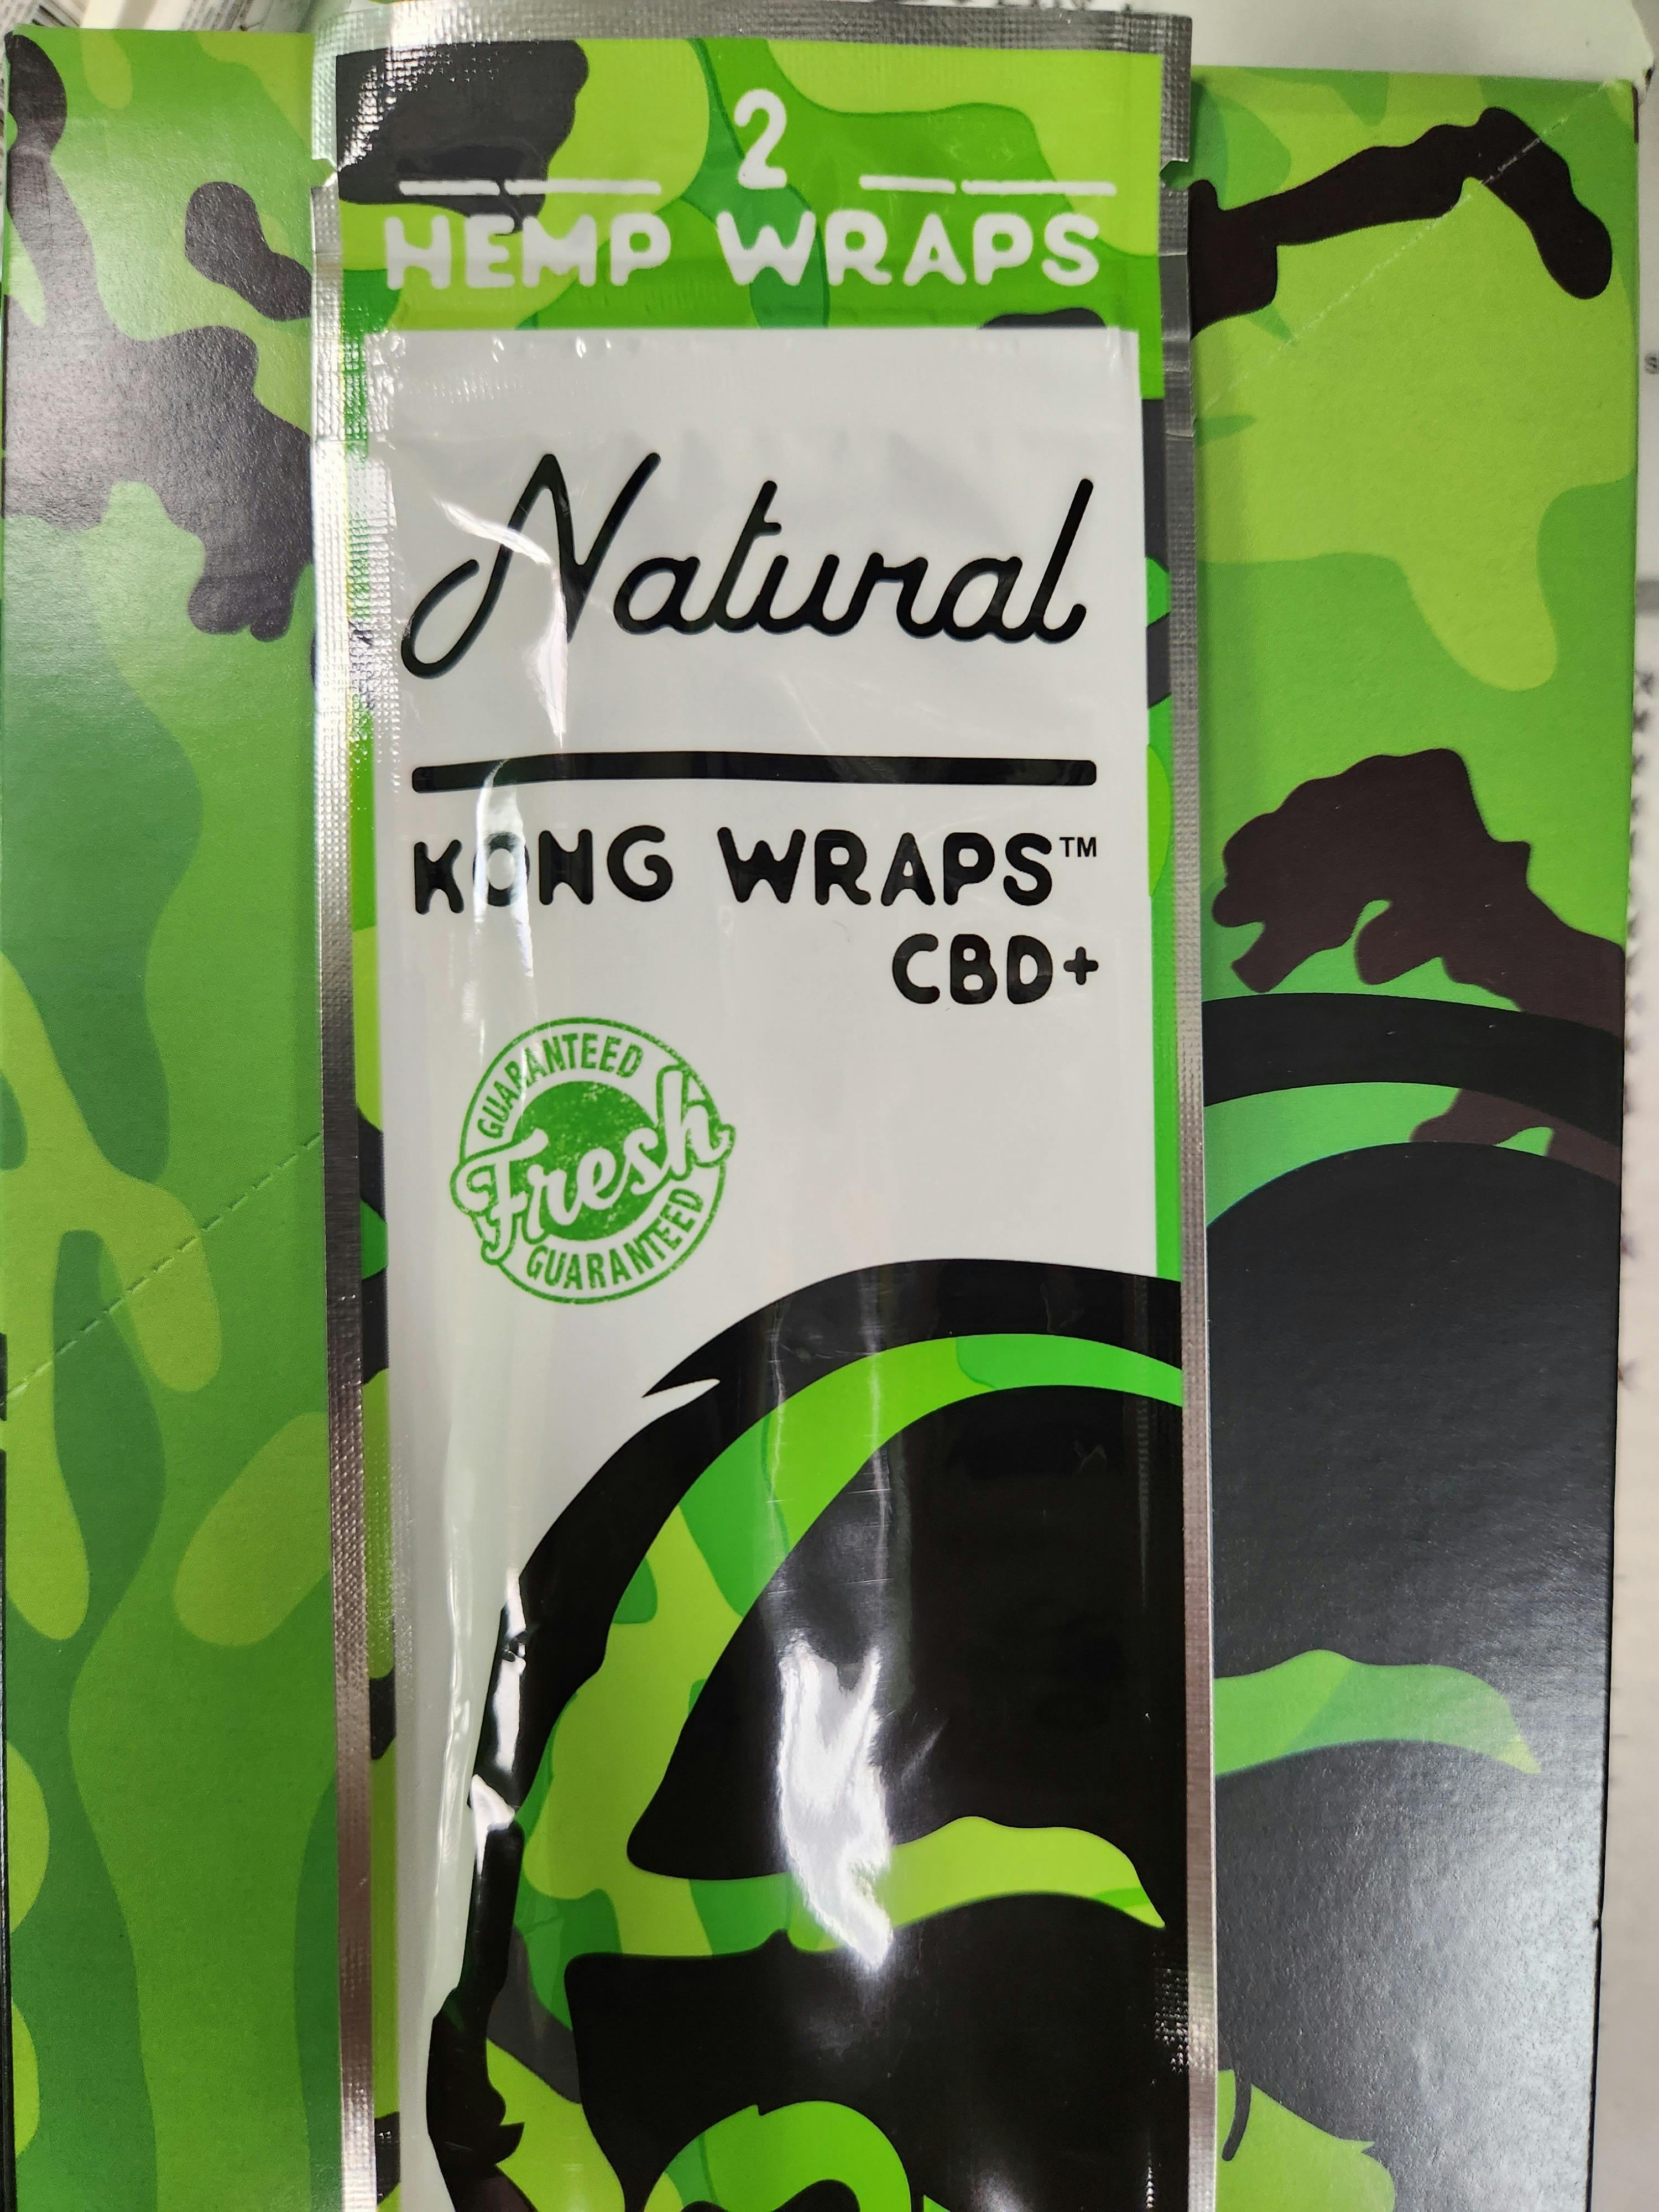 2
HEMP WRAPS
Natural
KONG WRAPS™
CBD+
GUARANTEED
Fresh
GUARANTEED